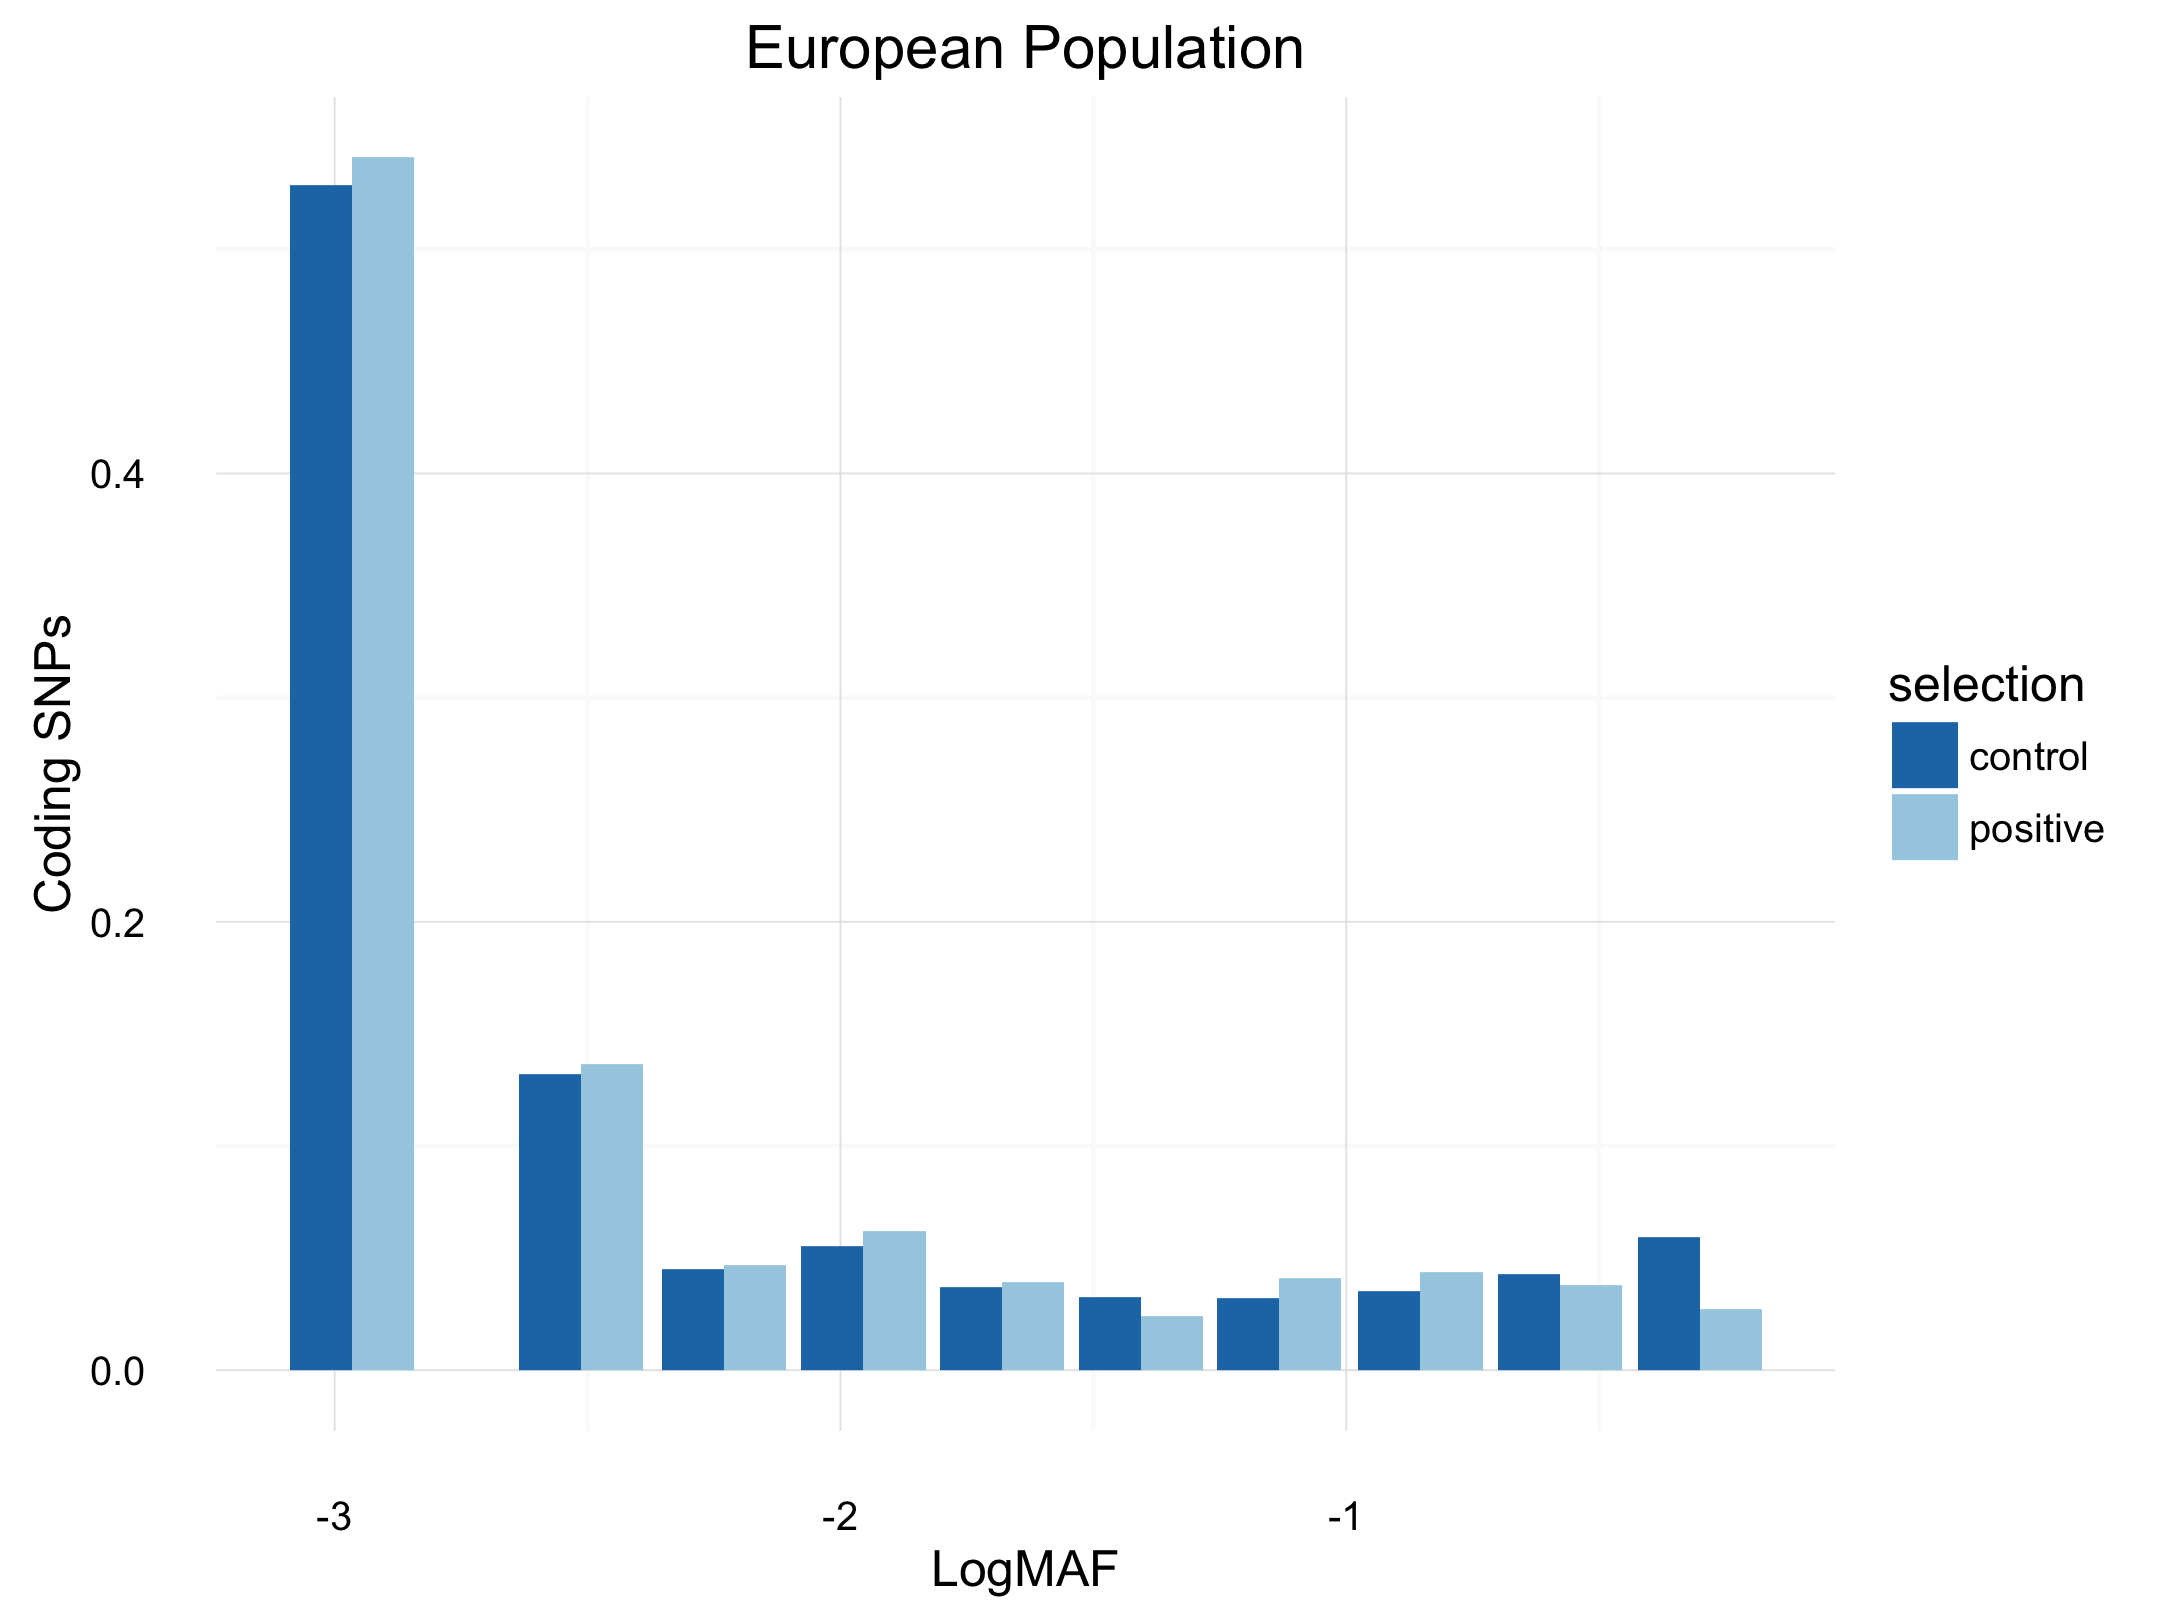 European Population
Coding SNPs
0.4
0.2
0.0
-3
-2
-1
LogMAF
selection
control
positive